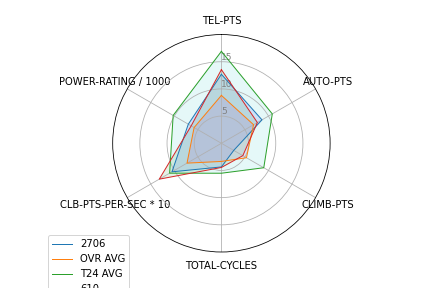 TEL-PTS
POWER-RATING / 1000
AUTO-PTS
15
10
5
CLB-PTS-PER-SEC * 10
CLIMB-PTS
TOTAL-CYCLES
2706
OVR AVG
T24 AVG
610